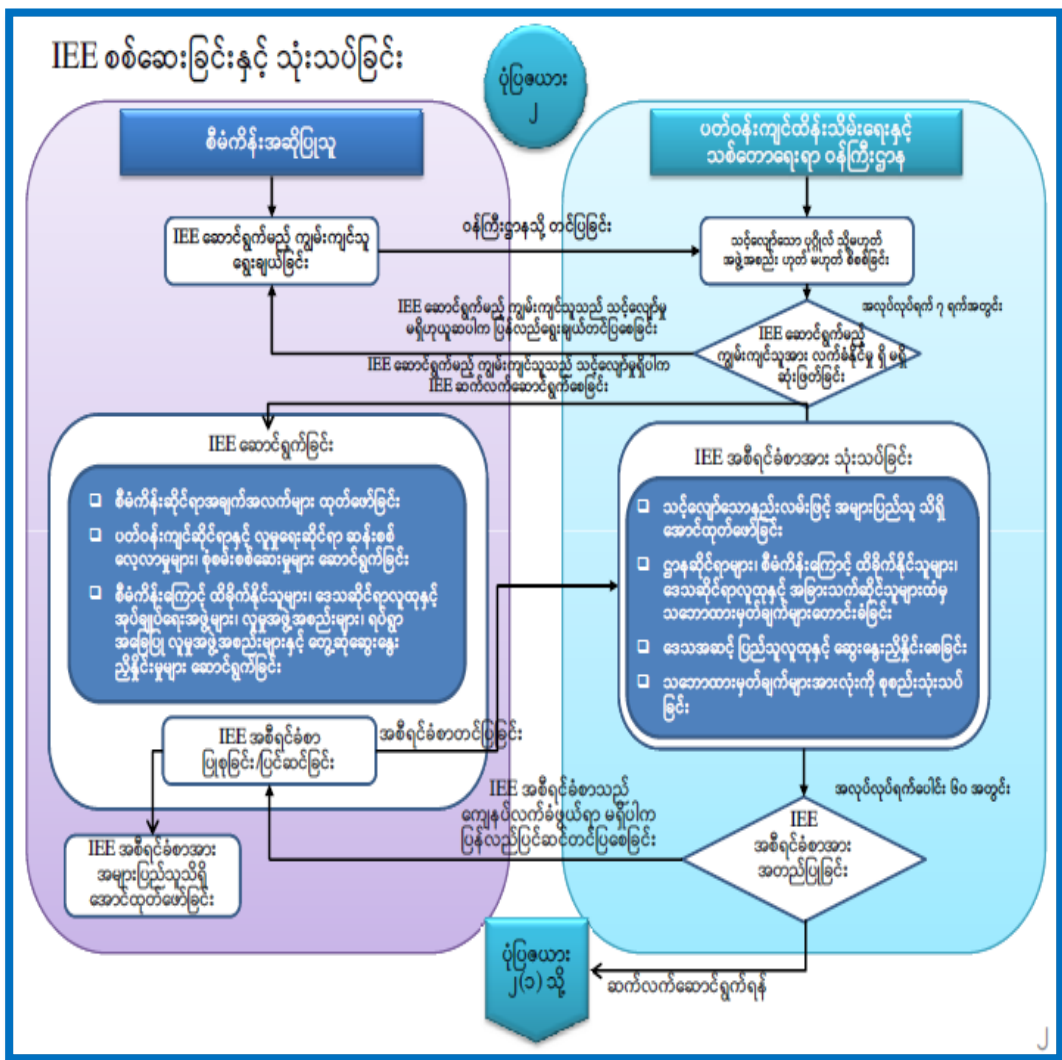 IEE စစ်ဆေးခြင်းနှင့် သုံးသပ်ခြင်း
ပုံပြဇယား
၂
စီမံကိန်းအဆိုပြုသူ
ပတ်ဝန်းကျင်ထိန်းသိမ်းရေးနှင့်
သစ်တောရေးရာ ဝန်ကြီးဌာန
IEE ဆောင်ရွက်မည့် ကျွမ်းကျင်သူ
ရွေးချယ်ခြင်း
ဝန်ကြီးဌာနသို့ တင်ပြခြင်း
သင့်လျော်သော ပုဂ္ဂိုလ် သို့မဟုတ်
အဖွဲ့အစည်း ဟုတ် မဟုတ် စိစစ်ခြင်း
IEE ဆောင်ရွက်မည့် ကျွမ်းကျင်သူသည် သင့်လျော်မှု
မရှိဟုယူဆပါက ပြန်လည်ရွေးချယ်တင်ပြစေခြင်း
အလုပ်လုပ်ရက် ၇ ရက်အတွင်း
IEE ဆောင်ရွက်မည့်
ကျွမ်းကျင်သူအား လက်ခံနိုင်မှု ရှိ မရှိ
ဆုံးဖြတ်ခြင်း
IEE ဆောင်ရွက်မည့် ကျွမ်းကျင်သူသည် သင့်လျော်မှုရှိပါက
IEE ဆက်လက်ဆောင်ရွက်စေခြင်း
IEE ဆောင်ရွက်ခြင်း
❑ စီမံကိန်းဆိုင်ရာအချက်အလက်များ ထုတ်ဖော်ခြင်း
❑ ပတ်ဝန်းကျင်ဆိုင်ရာနှင့် လူမှုရေးဆိုင်ရာ ဆန်းစစ်
လေ့လာမှုများ၊ စုံစမ်းစစ်ဆေးမှုများ ဆောင်ရွက်ခြင်း
❑ စီမံကိန်းကြောင့် ထိခိုက်နိုင်သူများ၊ ဒေသဆိုင်ရာလူထုနှင့်
အုပ်ချုပ်ရေးအဖွဲ့များ၊ လူမှုအဖွဲ့အစည်းများ၊ ရပ်ရွာ
အခြေပြု လူမှုအဖွဲ့အစည်းများနှင့် တွေ့ဆုံဆွေးနွေး
ညှိနှိုင်းမှုများ ဆောင်ရွက်ခြင်း
IEE အစီရင်ခံစာအား သုံးသပ်ခြင်း
❑ သင့်လျော်သောနည်းလမ်းဖြင့် အများပြည်သူ သိရှိ
အောင်ထုတ်ဖော်ခြင်း
❑ ဌာနဆိုင်ရာများ၊ စီမံကိန်းကြောင့် ထိခိုက်နိုင်သူများ၊
ဒေသဆိုင်ရာလူထုနှင့် အခြားသက်ဆိုင်သူများထံမှ
သဘောထားမှတ်ချက်များတောင်းခံခြင်း
❑ ဒေသအဆင့် ပြည်သူလူထုနှင့် ဆွေးနွေးညှိနှိုင်းစေခြင်း
❑ သဘောထားမှတ်ချက်များအားလုံးကို စုစည်းသုံးသပ်
ခြင်း
IEE အစီရင်ခံစာ
ပြုစုခြင်း/ပြင်ဆင်ခြင်း
အစီရင်ခံစာတင်ပြခြင်း
IEE အစီရင်ခံစာသည်
ကျေနပ်လက်ခံဖွယ်ရာ မရှိပါက
ပြန်လည်ပြင်ဆင်တင်ပြစေခြင်း
အလုပ်လုပ်ရက်ပေါင်း ၆၀ အတွင်း
IEE
အစီရင်ခံစာအား
အတည်ပြုခြင်း
IEE အစီရင်ခံစာအား
အများပြည်သူသိရှိ
အောင်ထုတ်ဖော်ခြင်း
ပုံပြဇယား
၂(၁) သို့
ဆက်လက်ဆောင်ရွက်ရန်
၂